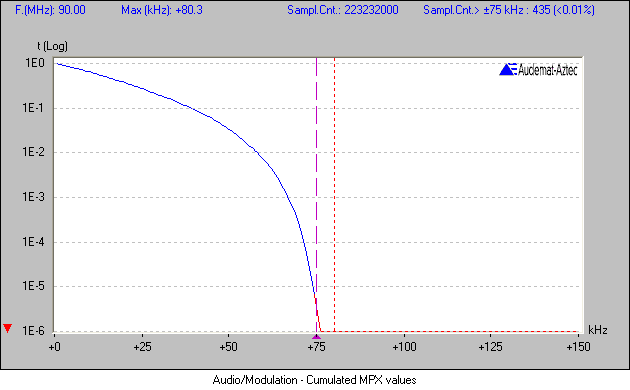 F.(MHz): 90.00 Max (kHz): +80.3 Sampl.Cnt.: 223232000 Sampl.Cnt.> ±75 kHz : 435 (<0.01%)
t (Log)
Audemat-Aztec
1E0
1E-1
1E-2
1E-3
1E-4
1E-5
1E-6
kHz
+0 +25 +50 +75 +100 +125 +150
Audio/Modulation - Cumulated MPX values